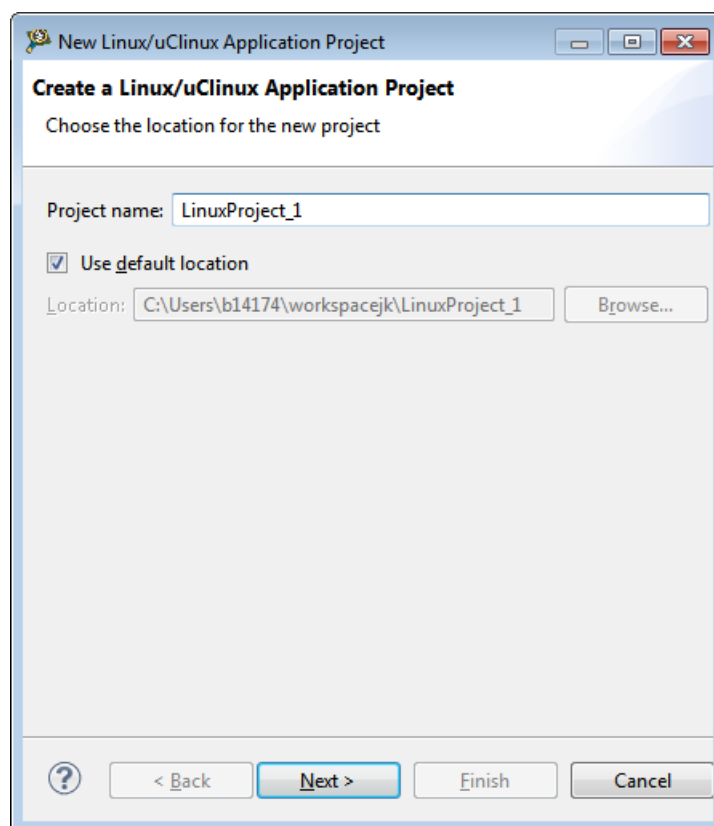 New Linux/uClinux Application Project
Create a Linux/uClinux Application Project
Choose the location for the new project
Project name: LinuxProject_1
Use default location
Location: C:\Users\b14174\workspacejk\LinuxProject_1 Browse...
? < Back Next > Finish Cancel